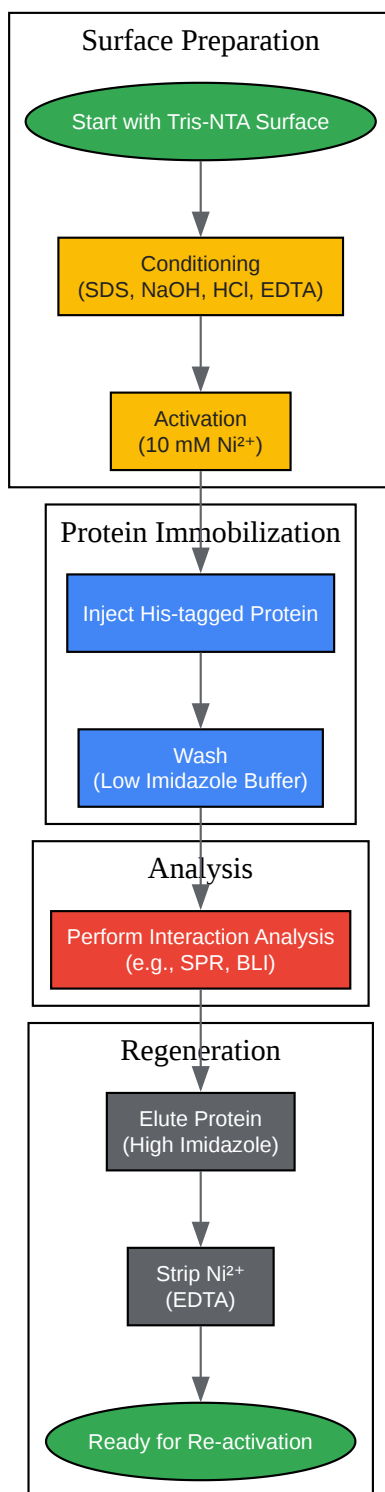 Surface Preparation
Start with Tris-NTA Surface
Conditioning
(SDS, NaOH, HCl, EDTA)
Activation
(10 mM Ni²⁺)
Protein Immobilization
Inject His-tagged Protein
Wash
(Low Imidazole Buffer)
Analysis
Perform Interaction Analysis
(e.g., SPR, BLI)
Regeneration
Elute Protein
(High Imidazole)
Strip Ni²⁺
(EDTA)
Ready for Re-activation